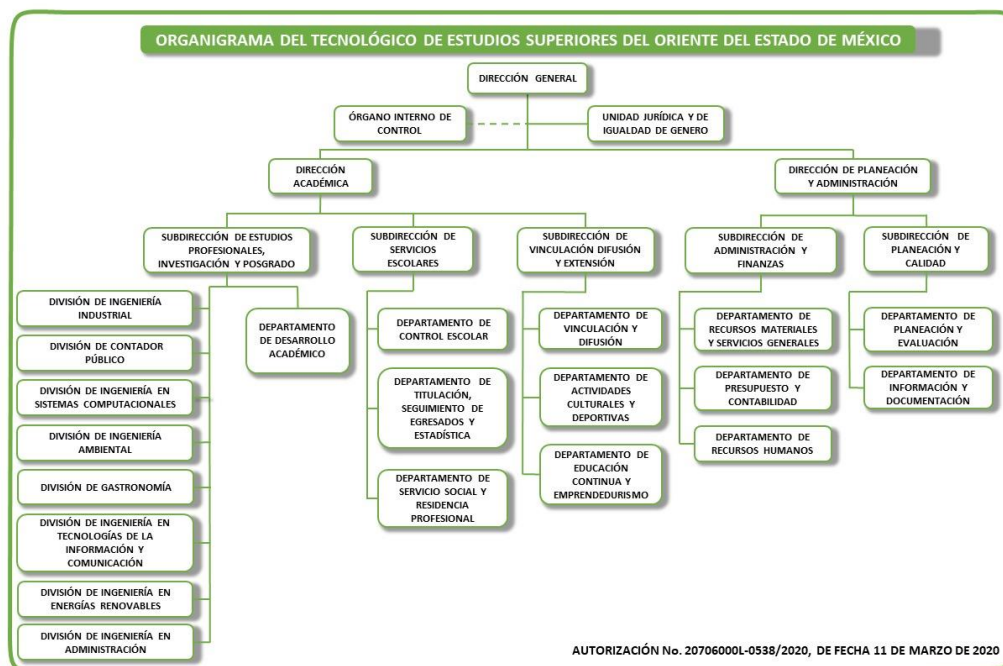 ORGANIGRAMA DEL TECNOLÓGICO DE ESTUDIOS SUPERIORES DEL ORIENTE DEL ESTADO DE MÉXICO
DIRECCIÓN GENERAL
ÓRGANO INTERNO DE
CONTROL
UNIDAD JURÍDICA Y DE
IGUALDAD DE GENERO
DIRECCIÓN
ACADÉMICA
DIRECCIÓN DE PLANEACIÓN
Y ADMINISTRACIÓN
SUBDIRECCIÓN DE ESTUDIOS
PROFESIONALES,
INVESTIGACIÓN Y POSGRADO
SUBDIRECCIÓN DE
SERVICIOS
ESCOLARES
SUBDIRECCIÓN DE
VINCULACIÓN DIFUSIÓN
Y EXTENSIÓN
SUBDIRECCIÓN DE
ADMINISTRACIÓN Y
FINANZAS
SUBDIRECCIÓN DE
PLANEACIÓN Y
CALIDAD
DIVISIÓN DE INGENIERÍA
INDUSTRIAL
DIVISIÓN DE CONTADOR
PÚBLICO
DIVISIÓN DE INGENIERÍA EN
SISTEMAS COMPUTACIONALES
DIVISIÓN DE INGENIERÍA
AMBIENTAL
DIVISIÓN DE GASTRONOMÍA
DIVISIÓN DE INGENIERÍA EN
TECNOLOGÍAS DE LA
INFORMACIÓN Y
COMUNICACIÓN
DIVISIÓN DE INGENIERÍA EN
ENERGÍAS RENOVABLES
DIVISIÓN DE INGENIERÍA EN
ADMINISTRACIÓN
DEPARTAMENTO
DE DESARROLLO
ACADÉMICO
DEPARTAMENTO DE
CONTROL ESCOLAR
DEPARTAMENTO DE
TITULACIÓN,
SEGUIMIENTO DE
EGRESADOS Y
ESTADÍSTICA
DEPARTAMENTO DE
SERVICIO SOCIAL Y
RESIDENCIA
PROFESIONAL
DEPARTAMENTO DE
VINCULACIÓN Y
DIFUSIÓN
DEPARTAMENTO DE
ACTIVIDADES
CULTURALES Y
DEPORTIVAS
DEPARTAMENTO DE
EDUCACIÓN
CONTINUA Y
EMPRENDEDURISMO
DEPARTAMENTO DE
RECURSOS MATERIALES
Y SERVICIOS GENERALES
DEPARTAMENTO DE
PRESUPUESTO Y
CONTABILIDAD
DEPARTAMENTO DE
RECURSOS HUMANOS
DEPARTAMENTO DE
PLANEACIÓN Y
EVALUACIÓN
DEPARTAMENTO DE
INFORMACIÓN Y
DOCUMENTACIÓN
AUTORIZACIÓN No. 20706000L-0538/2020, DE FECHA 11 DE MARZO DE 2020